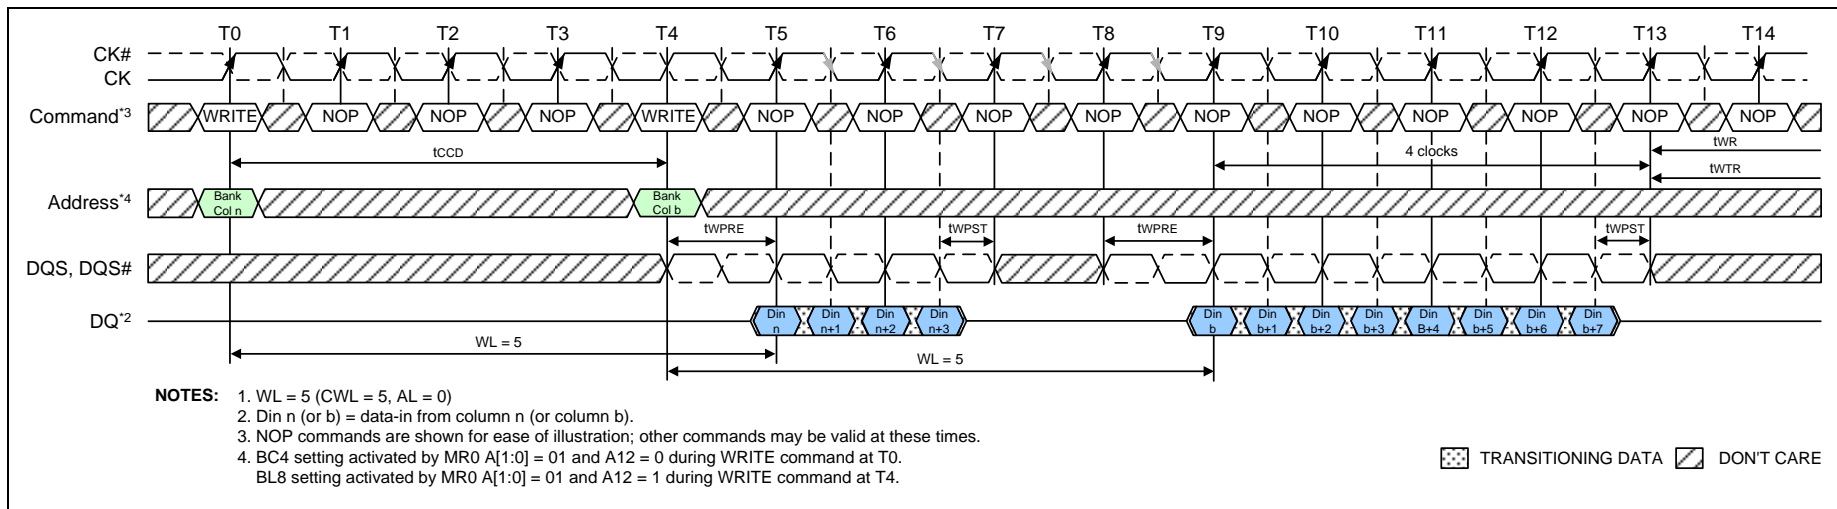 T0 T1 T2 T3 T4 T5 T6 T7 T8 T9 T10 T11 T12 T13 T14
CK#
CK
Command*3 WRITE NOP NOP NOP WRITE NOP NOP NOP NOP NOP NOP NOP NOP NOP NOP
tCCD 4 clocks tWR
tWTR
Address*4 Bank Col n Bank Col b
tWPRE tWPST tWPRE tWPST
DQS, DQS#
DQ*2 Din n Din n+1 Din n+2 Din n+3 Din b Din b+1 Din b+2 Din b+3 Din B+4 Din b+5 Din b+6 Din b+7
WL = 5
WL = 5
NOTES: 1. WL = 5 (CWL = 5, AL = 0)
2. Din n (or b) = data-in from column n (or column b).
3. NOP commands are shown for ease of illustration; other commands may be valid at these times.
4. BC4 setting activated by MR0 A[1:0] = 01 and A12 = 0 during WRITE command at T0.
BL8 setting activated by MR0 A[1:0] = 01 and A12 = 1 during WRITE command at T4.
TRANSITIONING DATA DON'T CARE